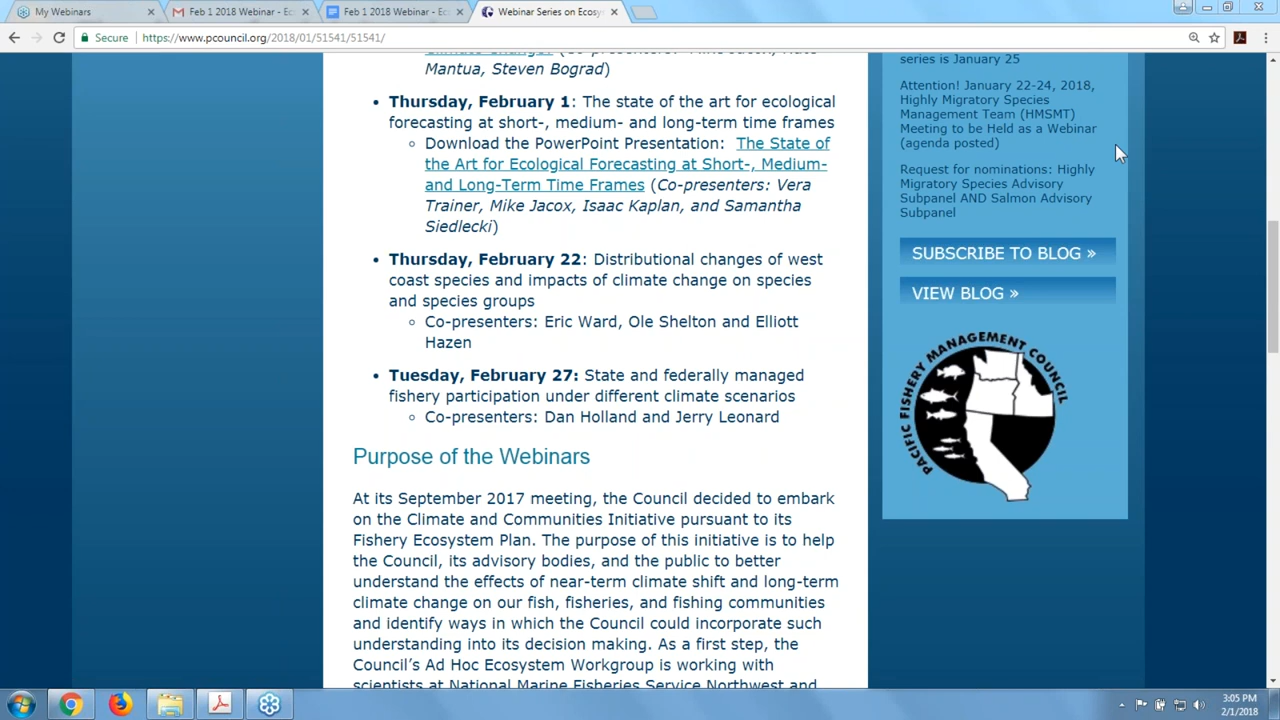 My Webinars
Feb 1 2018 Webinar - Ec
Feb 1 2018 Webinar - Ec
Webinar Series on Ecosy
Secure
https://www.pcouncil.org/2018/01/51541/51541/
Mantua, Steven Bograd)
• Thursday, February 1: The state of the art for ecological
forecasting at short-, medium- and long-term time frames
Download the PowerPoint Presentation: The State of
the Art for Ecological Forecasting at Short-, Medium-
and Long-Term Time Frames (Co-presenters: Vera
Trainer, Mike Jacox, Isaac Kaplan, and Samantha
Siedlecki)
• Thursday, February 22: Distributional changes of west
coast species and impacts of climate change on species
and species groups
Co-presenters: Eric Ward, Ole Shelton and Elliott
Hazen
• Tuesday, February 27: State and federally managed
fishery participation under different climate scenarios
Co-presenters: Dan Holland and Jerry Leonard
Purpose of the Webinars
At its September 2017 meeting, the Council decided to embark
on the Climate and Communities Initiative pursuant to its
Fishery Ecosystem Plan. The purpose of this initiative is to help
the Council, its advisory bodies, and the public to better
understand the effects of near-term climate shift and long-term
climate change on our fish, fisheries, and fishing communities
and identify ways in which the Council could incorporate such
understanding into its decision making. As a first step, the
Council's Ad Hoc Ecosystem Workgroup is working with
scientists at National Marine Fisheries Service Northwest and
series is January 25
Attention! January 22-24, 2018,
Highly Migratory Species
Management Team (HMSMT)
Meeting to be Held as a Webinar
(agenda posted)
Request for nominations: Highly
Migratory Species Advisory
Subpanel AND Salmon Advisory
Subpanel
SUBSCRIBE TO BLOG »
VIEW BLOG »
PACIFIC FISHERY MANAGEMENT COUNCIL
3:05 PM
2/1/2018